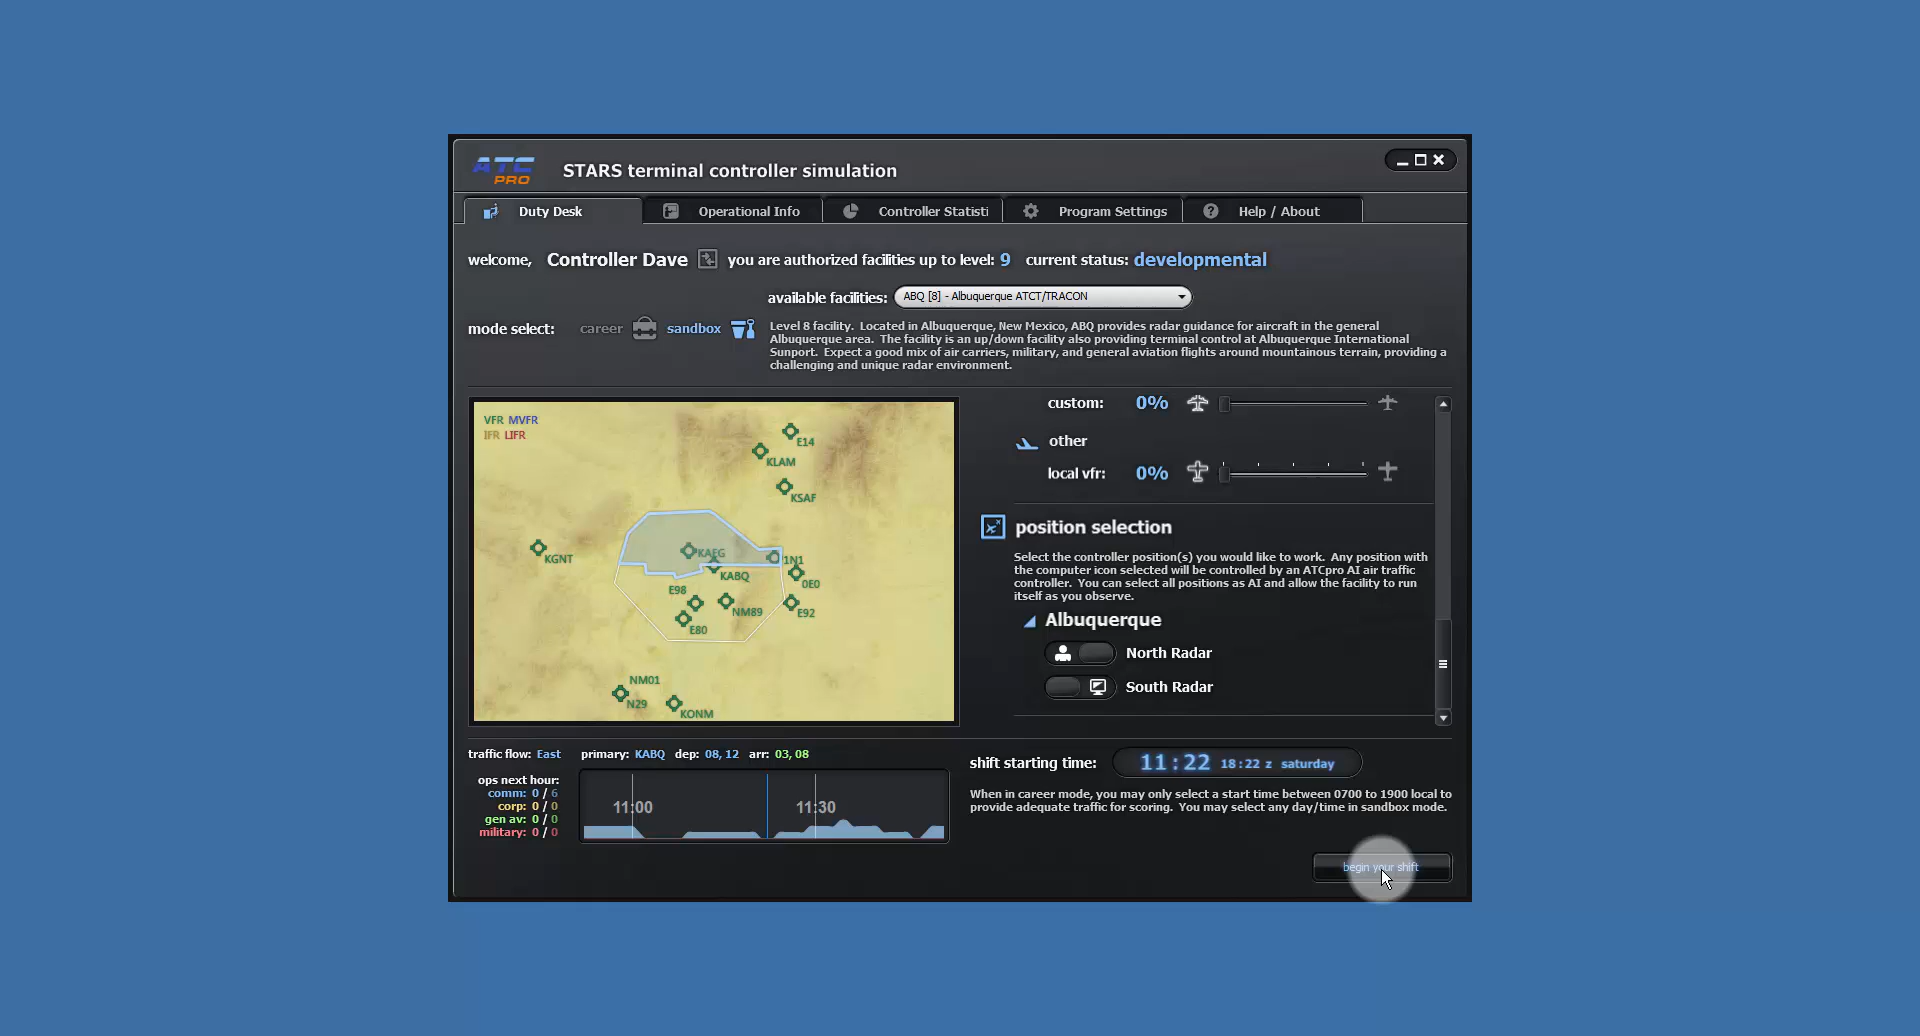 ATC PRO STARS terminal controller simulation
Duty Desk Operational Info Controller Statisti Program Settings Help / About
welcome, Controller Dave you are authorized facilities up to level: 9 current status: developmental
available facilities: ABQ [8] - Albuquerque ATCT/TRACON
mode select: career sandbox
Level 8 facility. Located in Albuquerque, New Mexico, ABQ provides radar guidance for aircraft in the general
Albuquerque area. The facility is an up/down facility also providing terminal control at Albuquerque International
Sunport. Expect a good mix of air carriers, military, and general aviation flights around mountainous terrain, providing a
challenging and unique radar environment.
VFR MVFR
IFR LIFR
E14
KLAM
KSAF
KGNT
KAEG
1N1
KABQ
0E0
E98
NM89
E92
E80
NM01
N29
KONM
custom: 0%
other
local vfr: 0%
position selection
Select the controller position(s) you would like to work. Any position with
the computer icon selected will be controlled by an ATCpro AI air traffic
controller. You can select all positions as AI and allow the facility to run
itself as you observe.
Albuquerque
North Radar
South Radar
traffic flow: East primary: KABQ dep: 08, 12 arr: 03, 08
ops next hour:
comm: 0 / 6
corp: 0 / 0
gen av: 0 / 0
military: 0 / 0
11:00 11:30
shift starting time: 11:22 18:22 z saturday
When in career mode, you may only select a start time between 0700 to 1900 local to
provide adequate traffic for scoring. You may select any day/time in sandbox mode.
begin your shift